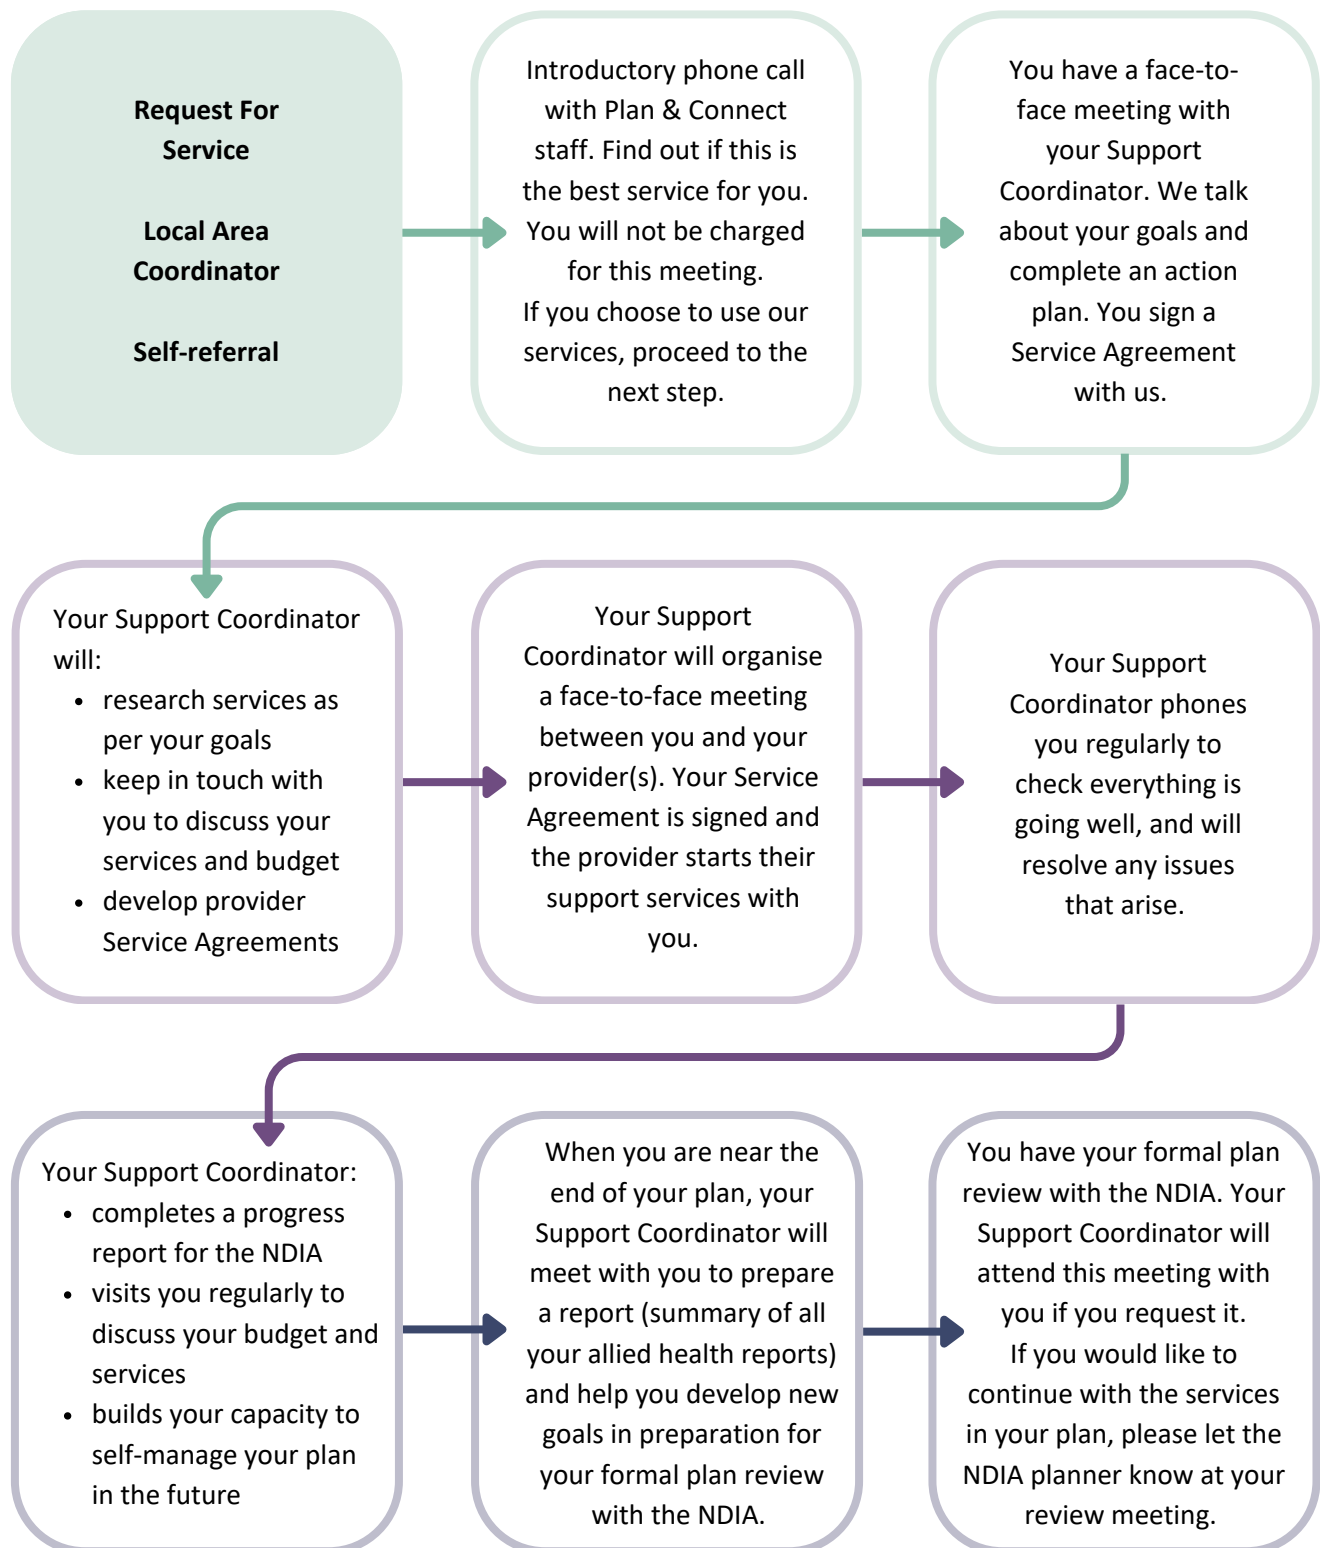 Request For
Service
Local Area
Coordinator
Self-referral
Introductory phone call
with Plan & Connect
staff. Find out if this is
the best service for you.
You will not be charged
for this meeting.
If you choose to use our
services, proceed to the
next step.
You have a face-to-
face meeting with
your Support
Coordinator. We talk
about your goals and
complete an action
plan. You sign a
Service Agreement
with us.
Your Support Coordinator
will:
• research services as
per your goals
• keep in touch with
you to discuss your
services and budget
• develop provider
Service Agreements
Your Support
Coordinator will organise
a face-to-face meeting
between you and your
provider(s). Your Service
Agreement is signed and
the provider starts their
support services with
you.
Your Support
Coordinator phones
you regularly to
check everything is
going well, and will
resolve any issues
that arise.
Your Support Coordinator:
• completes a progress
report for the NDIA
• visits you regularly to
discuss your budget and
services
• builds your capacity to
self-manage your plan
in the future
When you are near the
end of your plan, your
Support Coordinator will
meet with you to prepare
a report (summary of all
your allied health reports)
and help you develop new
goals in preparation for
your formal plan review
with the NDIA.
You have your formal plan
review with the NDIA. Your
Support Coordinator will
attend this meeting with
you if you request it.
If you would like to
continue with the services
in your plan, please let the
NDIA planner know at your
review meeting.